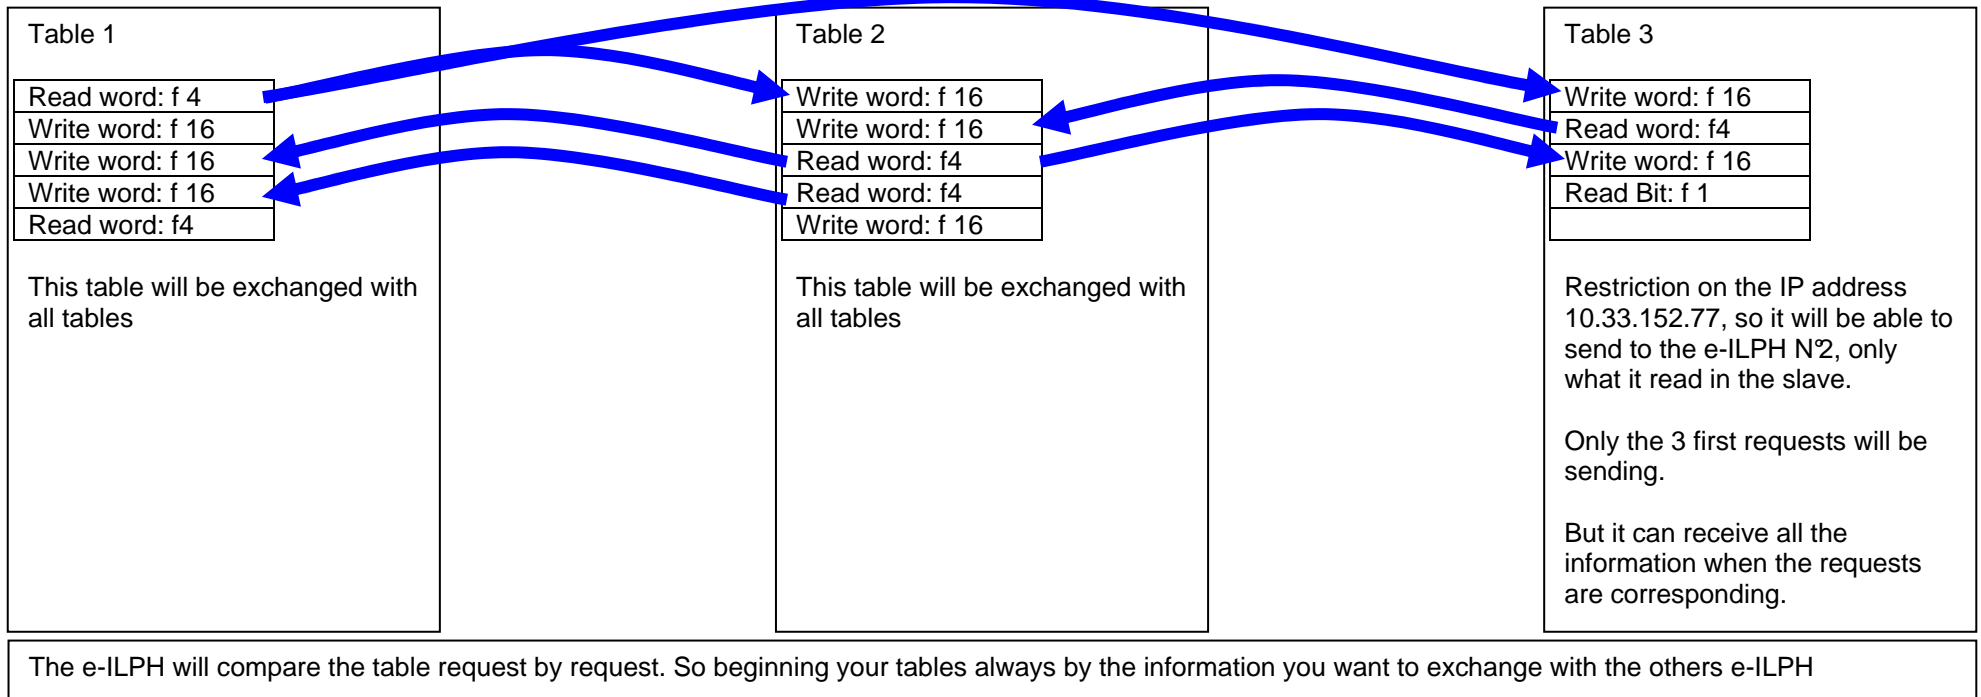 Table 1
Read word: f 4
Write word: f 16
Write word: f 16
Write word: f 16
Read word: f4
This table will be exchanged with
all tables
Table 2
Write word: f 16
Write word: f 16
Read word: f4
Read word: f4
Write word: f 16
This table will be exchanged with
all tables
Table 3
Write word: f 16
Read word: f4
Write word: f 16
Read Bit: f 1
Restriction on the IP address
10.33.152.77, so it will be able to
send to the e-ILPH N°2, only
what it read in the slave.
Only the 3 first requests will be
sending.
But it can receive all the
information when the requests
are corresponding.
The e-ILPH will compare the table request by request. So beginning your tables always by the information you want to exchange with the others e-ILPH